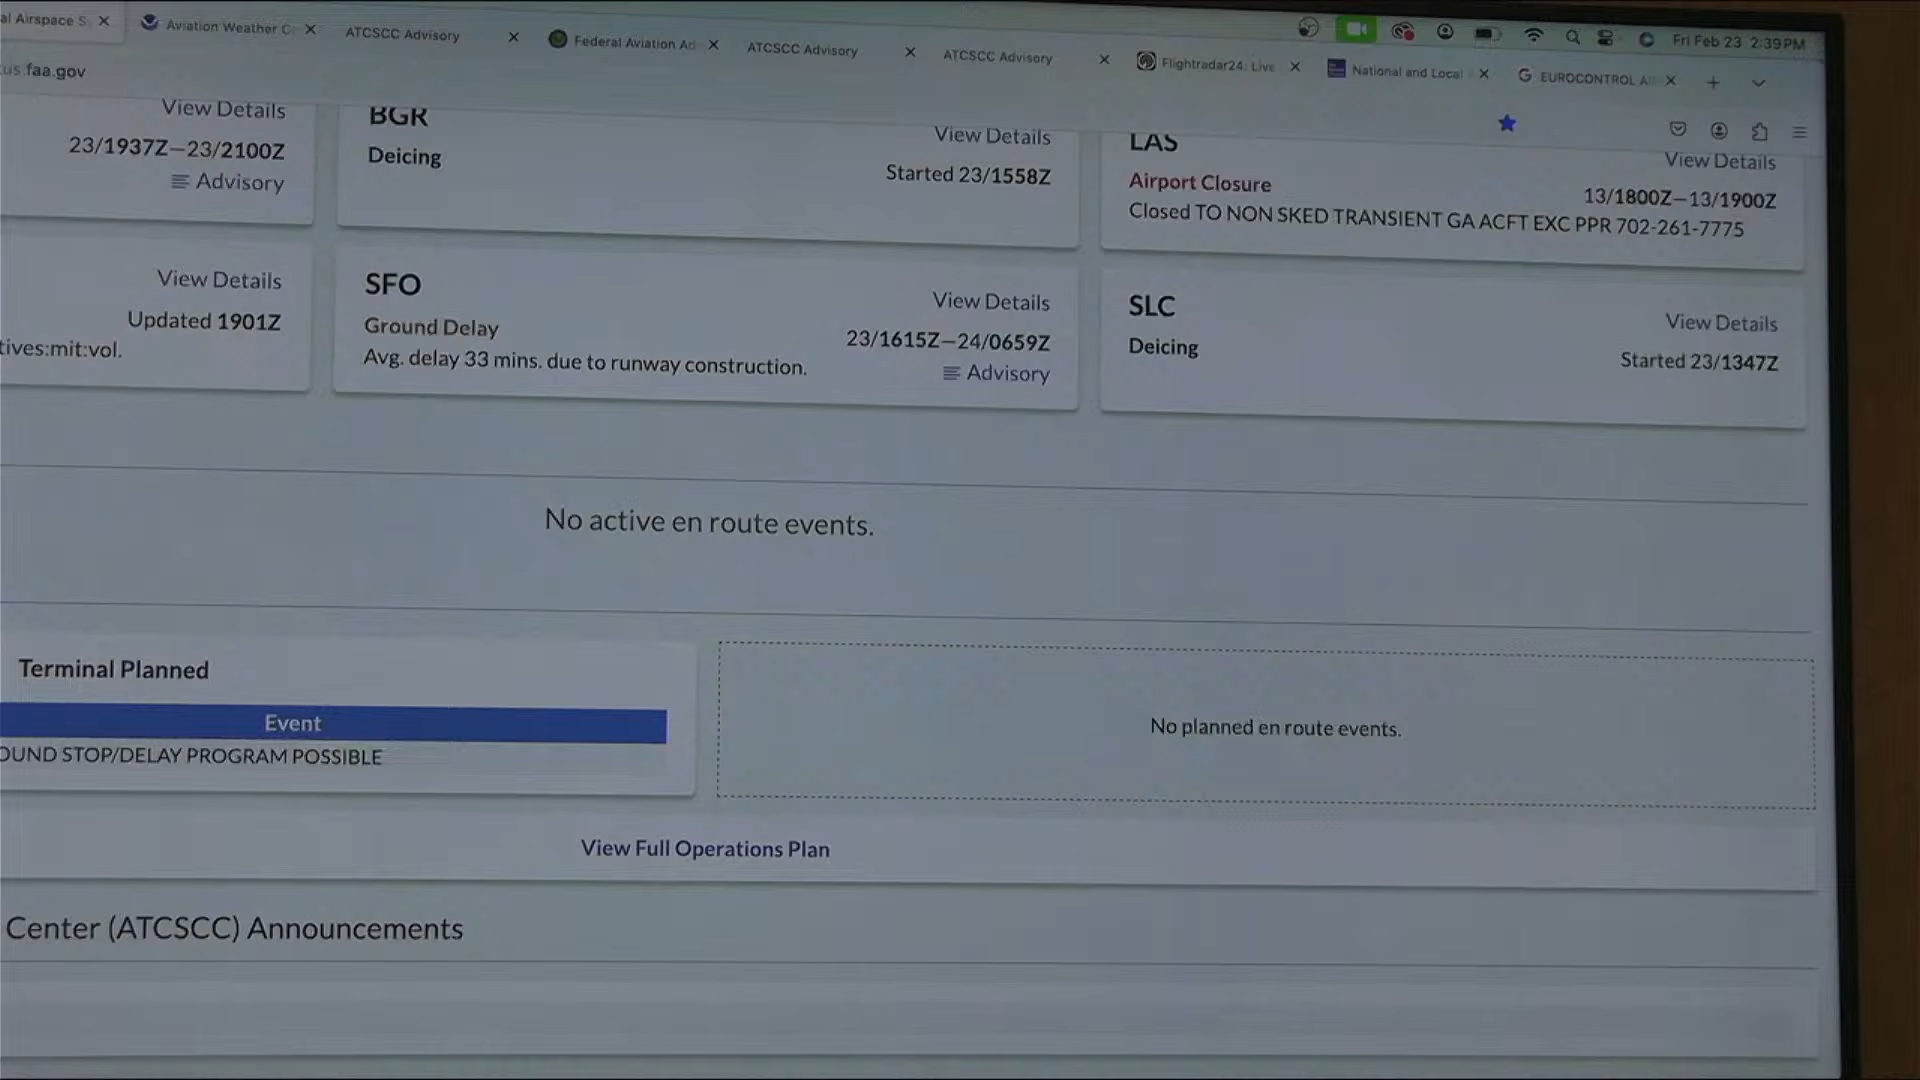 al Airspace S
Aviation Weather C
ATCSCC Advisory
Federal Aviation Ad
ATCSCC Advisory
ATCSCC Advisory
Flightradar24: Live
National and Local
EUROCONTROL
Fri Feb 23 2:39 PM
us.faa.gov
View Details
23/1937Z—23/2100Z
Advisory
BGR
View Details
Deicing
Started 23/1558Z
LAS
View Details
Airport Closure
13/1800Z—13/1900Z
Closed TO NON SKED TRANSIENT GA ACFT EXC PPR 702-261-7775
View Details
Updated 1901Z
tives:mit:vol.
SFO
View Details
Ground Delay
23/1615Z—24/0659Z
Avg. delay 33 mins. due to runway construction.
Advisory
SLC
View Details
Deicing
Started 23/1347Z
No active en route events.
Terminal Planned
Event
OUND STOP/DELAY PROGRAM POSSIBLE
No planned en route events.
View Full Operations Plan
Center (ATCSCC) Announcements